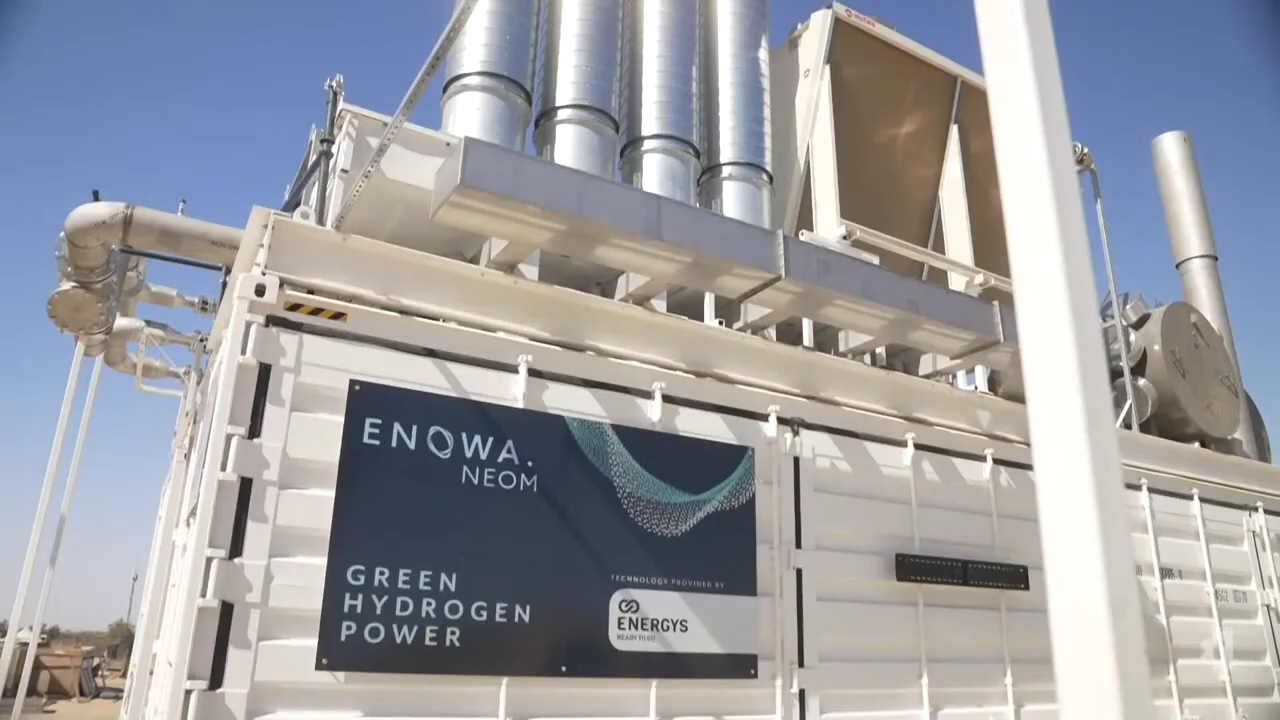 ENOWA.
NEOM
GREEN
HYDROGEN
POWER
TECHNOLOGY PROVIDED BY
ENERGYS
READY TO GO